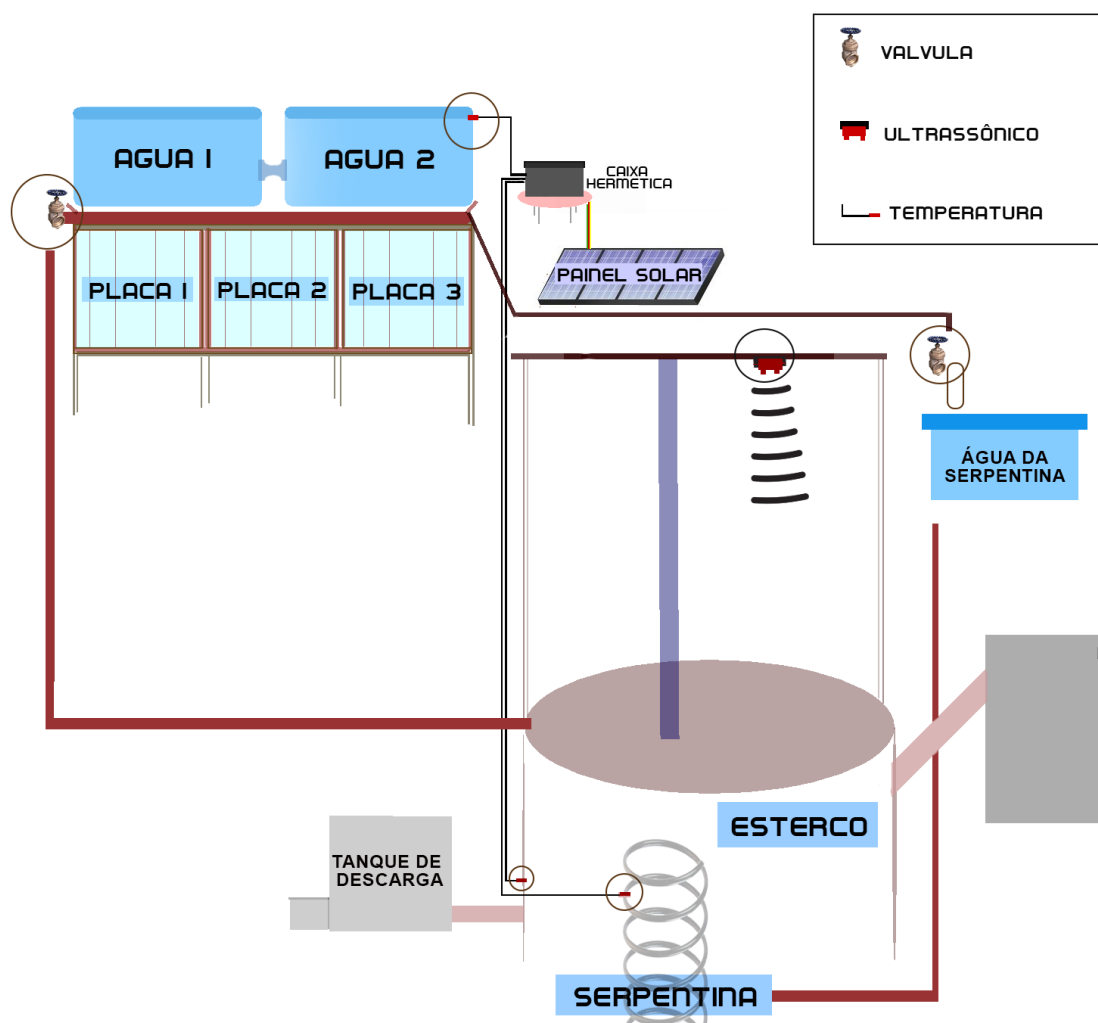 VALVULA
ULTRASSÔNICO
TEMPERATURA
AGUA 1
AGUA 2
CAIXA
HERMETICA
PAINEL SOLAR
PLACA 1
PLACA 2
PLACA 3
ÁGUA DA
SERPENTINA
ESTERCO
TANQUE DE
DESCARGA
SERPENTINA